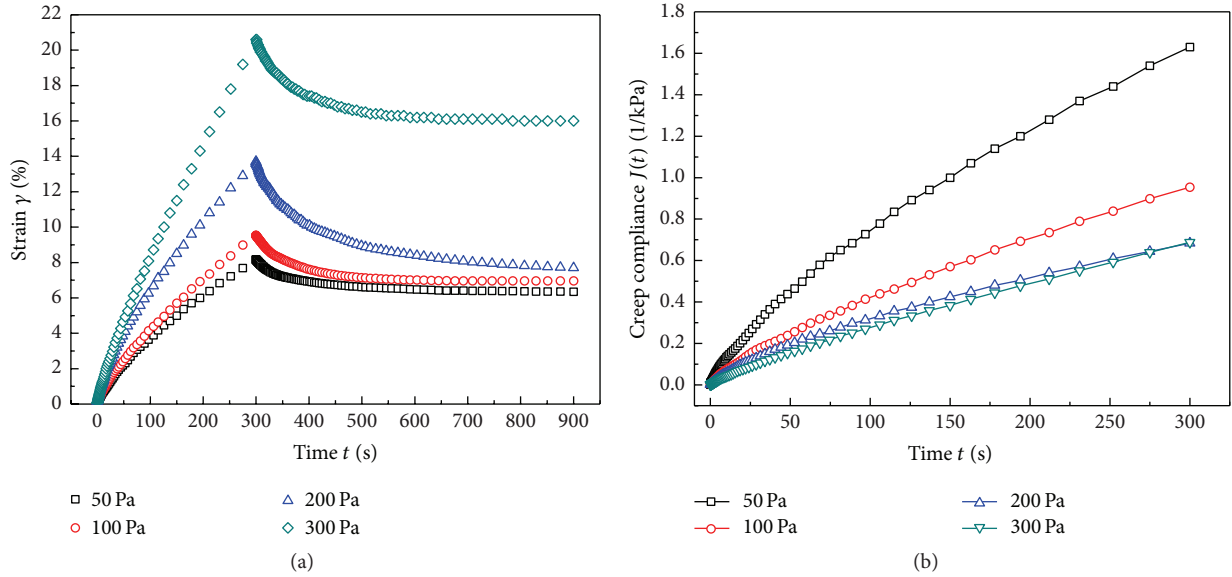 22
20
18
16
14
12
10
8
6
4
2
0
Strain γ (%)
0 100 200 300 400 500 600 700 800 900
Time t (s)
50 Pa
100 Pa
200 Pa
300 Pa
(a)
1.6
1.4
1.2
1.0
0.8
0.6
0.4
0.2
0.0
Creep compliance J(t) (1/kPa)
0 50 100 150 200 250 300
Time t (s)
50 Pa
100 Pa
200 Pa
300 Pa
(b)